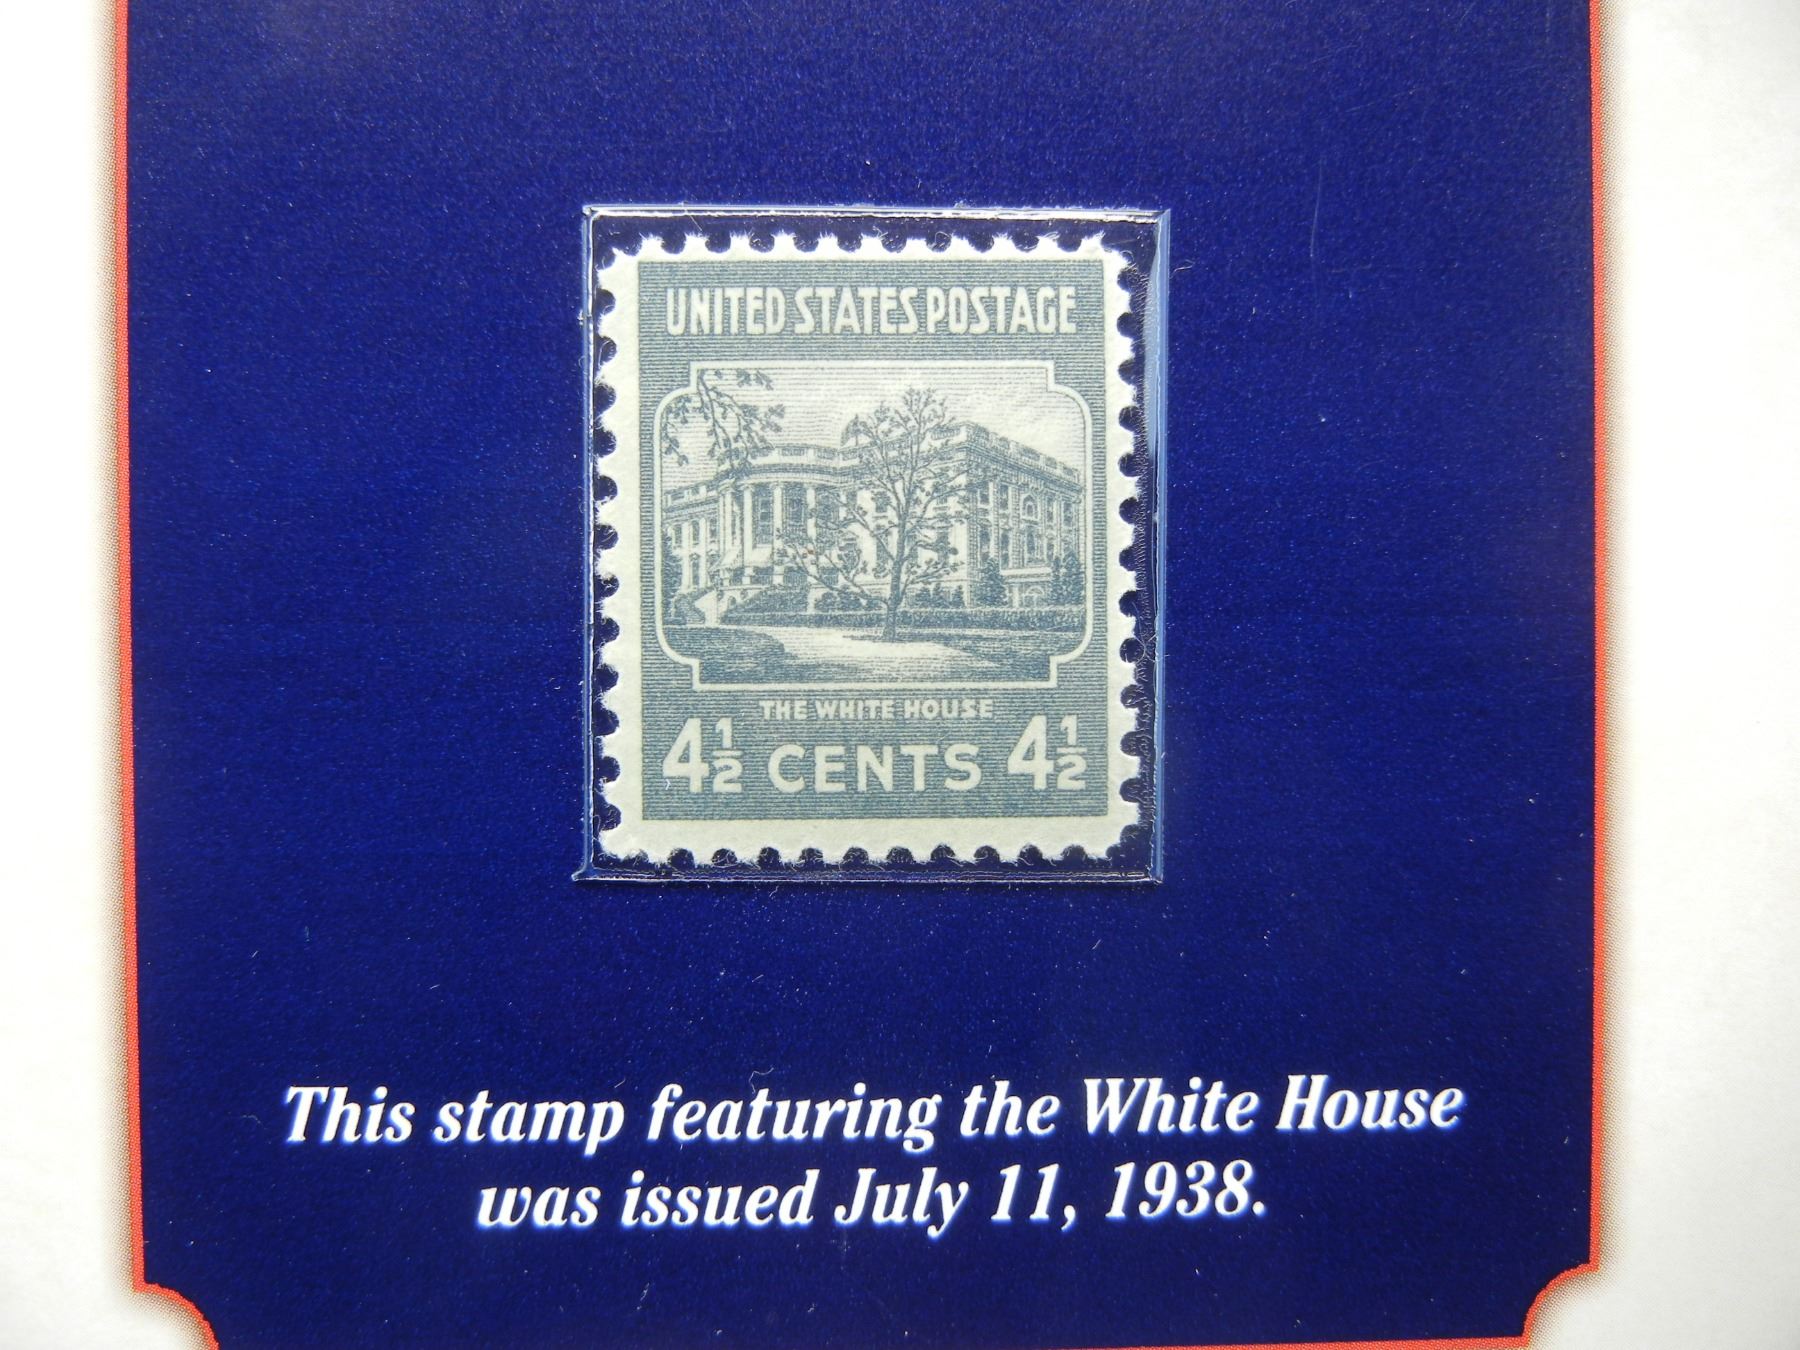 UNITED STATES POSTAGE
THE WHITE HOUSE
4½ CENTS 4½
This stamp featuring the White House
was issued July 11, 1938.